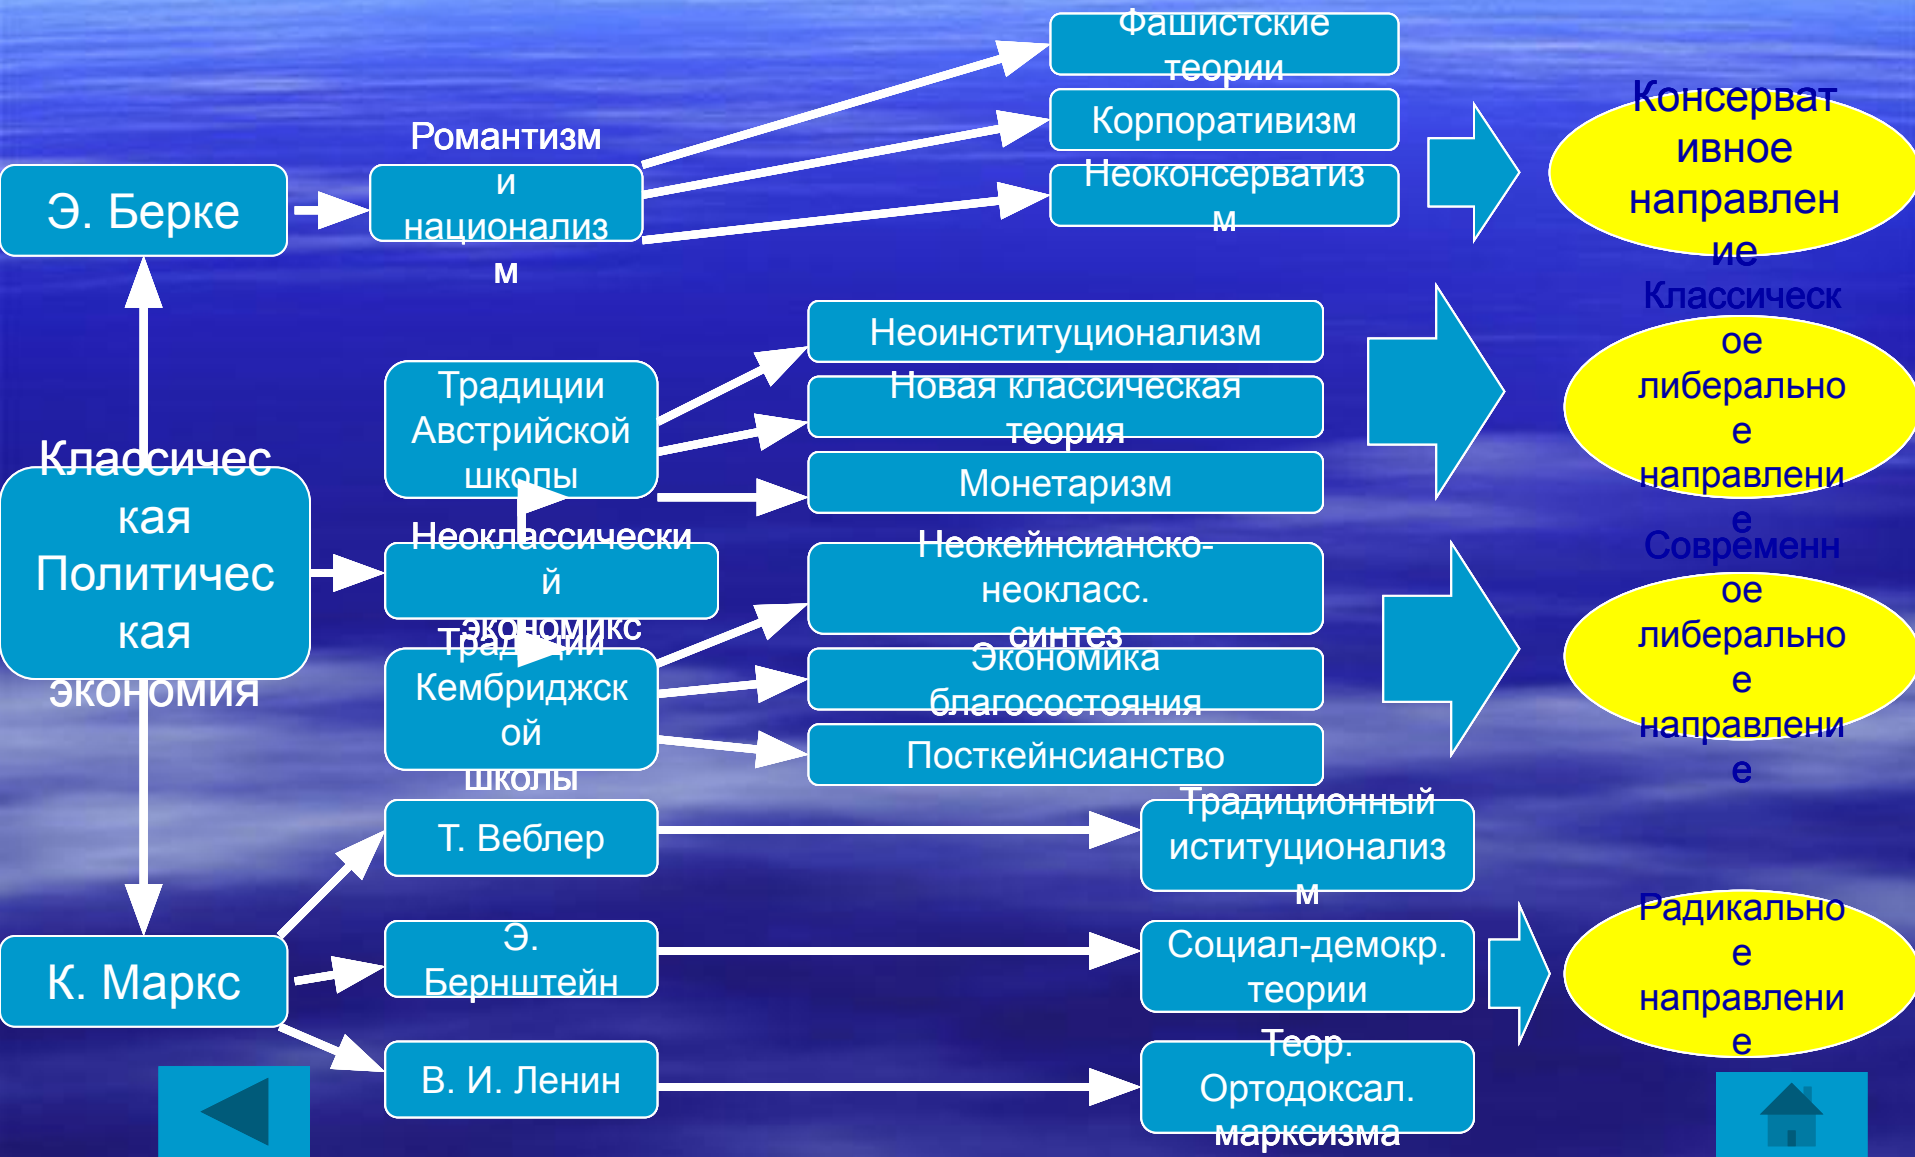 Фашистские
теории
Корпоративизм
Неоконсерватиз
м
Консерват
ивное
направлен
ие
Э. Берке
Романтизм
и
национализ
м
Классическ
ое
либерально
е
направлени
е
Неоинституционализм
Новая классическая
теория
Монетаризм
Традиции
Австрийской
школы
Классичес
кая
Политичес
кая
экономия
Неоклассически
й
экономикс
Неокейнсианско-
неокласс.
синтез
Современн
ое
либерально
е
направлени
е
Традиции
Кембриджск
ой
школы
Экономика
благосостояния
Посткейнсианство
Т. Веблер
Традиционный
иституционализ
м
К. Маркс
Э.
Бернштейн
Социал-демокр.
теории
Радикально
е
направлени
е
В. И. Ленин
Теор.
Ортодоксал.
марксизма